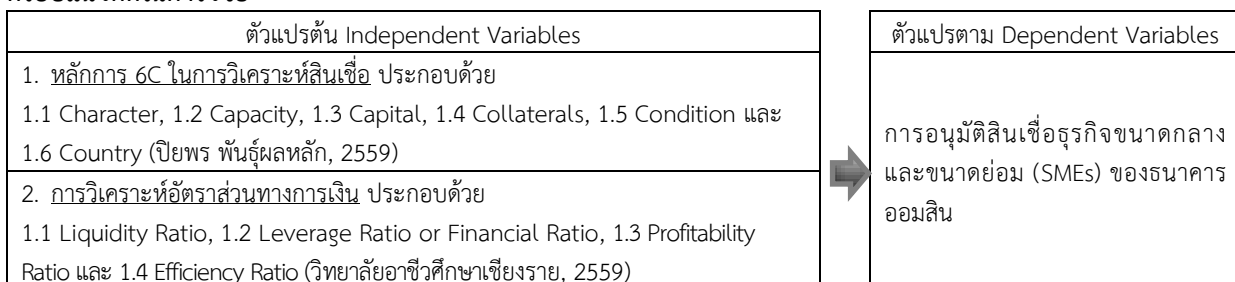 ตัวแปรต้น Independent Variables
1. หลักการ 6C ในการวิเคราะห์สินเชื่อ ประกอบด้วย
1.1 Character, 1.2 Capacity, 1.3 Capital, 1.4 Collaterals, 1.5 Condition และ
1.6 Country (ปิยพร พันธุ์ผลหลัก, 2559)
2. การวิเคราะห์อัตราส่วนทางการเงิน ประกอบด้วย
1.1 Liquidity Ratio, 1.2 Leverage Ratio or Financial Ratio, 1.3 Profitability
Ratio และ 1.4 Efficiency Ratio (วิทยาลัยอาชีวศึกษาเชียงราย, 2559)
ตัวแปรตาม Dependent Variables
การอนุมัติสินเชื่อธุรกิจขนาดกลาง
และขนาดย่อม (SMEs) ของธนาคาร
ออมสิน